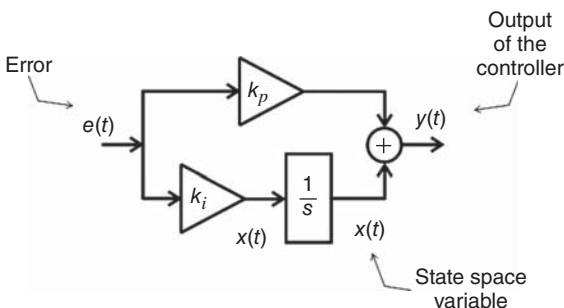 Output
of the
controller
Error
k_p
e(t)
y(t)
+
k_i
1
s
x(t)
x(t)
State space
variable